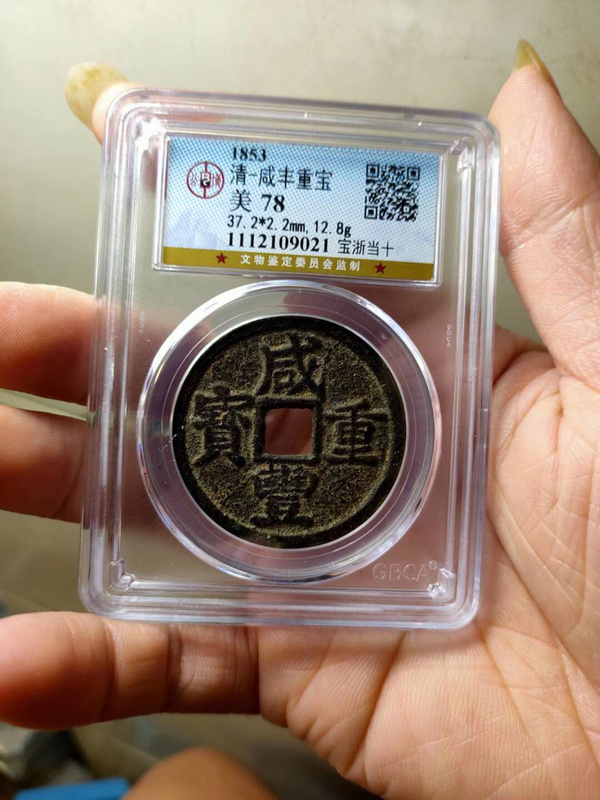 1853
清-咸丰重宝
美 78
37.2*2.2mm, 12.8g
1112109021 宝浙当十
★ 文物鉴定委员会监制 ★
咸
寳 重
豐
GBCA®